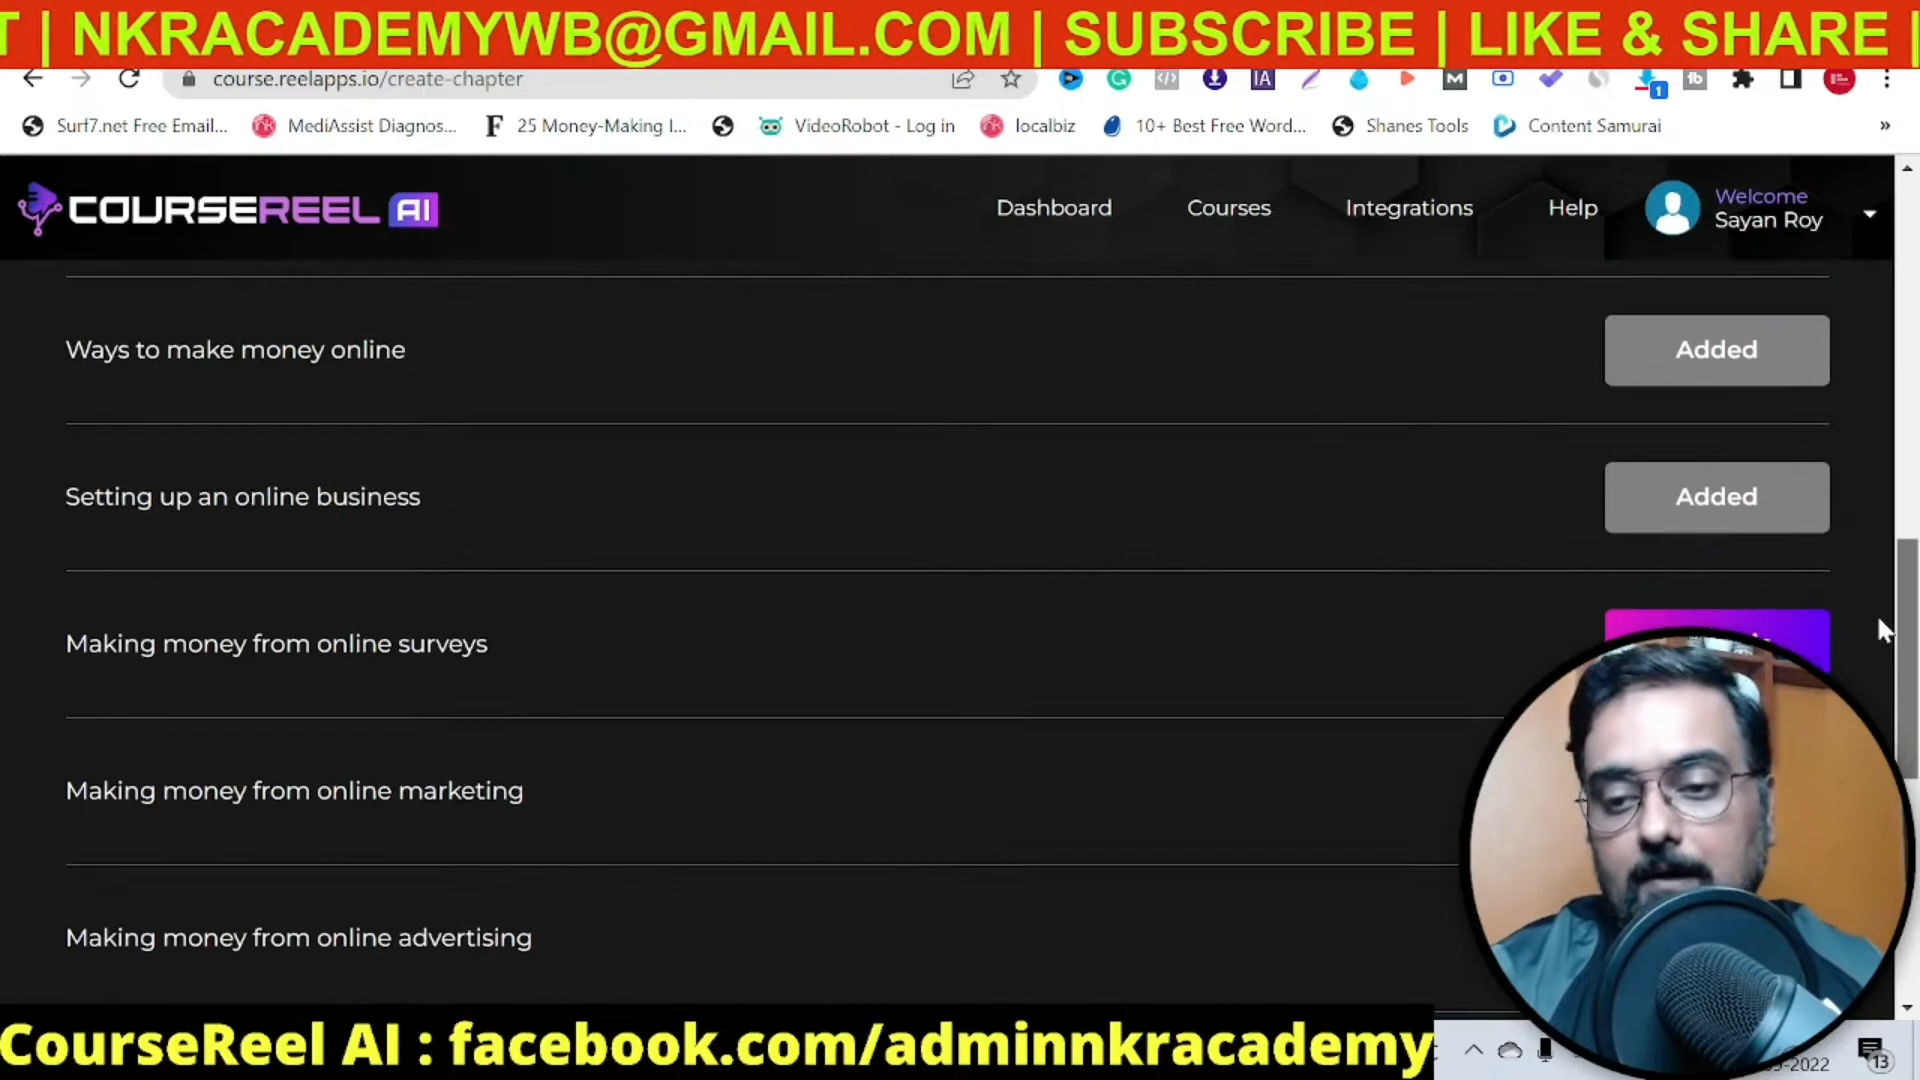 T | NKRACADEMYWB@GMAIL.COM | SUBSCRIBE | LIKE & SHARE |
course.reelapps.io/create-chapter
1
Surf7.net Free Email... MediAssist Diagnos... 25 Money-Making I... VideoRobot - Log in localbiz 10+ Best Free Word... Shanes Tools Content Samurai »
COURSEREEL AI
Dashboard Courses Integrations Help Welcome
Sayan Roy
Ways to make money online Added
Setting up an online business Added
Making money from online surveys
Making money from online marketing
Making money from online advertising
CourseReel AI : facebook.com/adminnkracademy
-2022
13